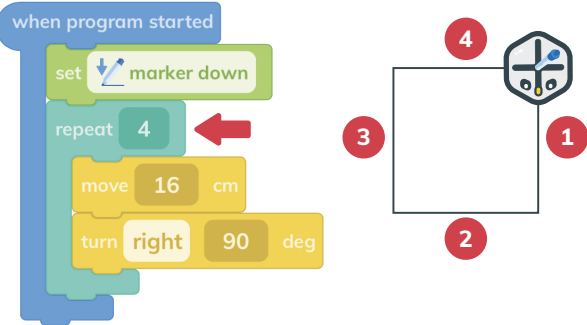 when program started
set marker down
repeat 4
move 16 cm
turn right 90 deg
4
3
1
2